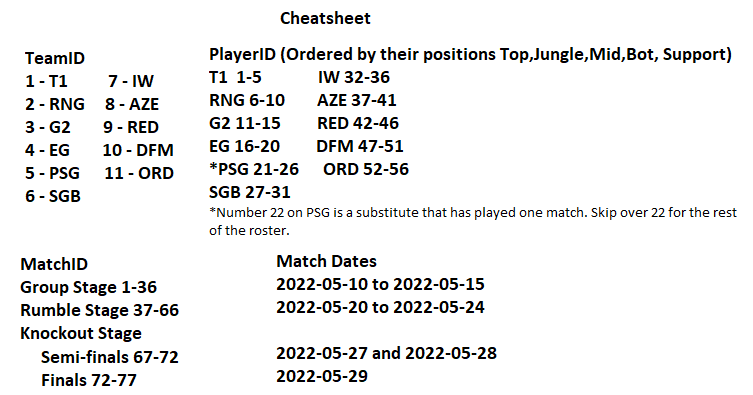 Cheatsheet
TeamID
1 - T1 7 - IW
2 - RNG 8 - AZE
3 - G2 9 - RED
4 - EG 10 - DFM
5 - PSG 11 - ORD
6 - SGB
PlayerID (Ordered by their positions Top,Jungle,Mid,Bot, Support)
T1 1-5 IW 32-36
RNG 6-10 AZE 37-41
G2 11-15 RED 42-46
EG 16-20 DFM 47-51
*PSG 21-26 ORD 52-56
SGB 27-31
*Number 22 on PSG is a substitute that has played one match. Skip over 22 for the rest
of the roster.
MatchID Match Dates
Group Stage 1-36 2022-05-10 to 2022-05-15
Rumble Stage 37-66 2022-05-20 to 2022-05-24
Knockout Stage
Semi-finals 67-72 2022-05-27 and 2022-05-28
Finals 72-77 2022-05-29